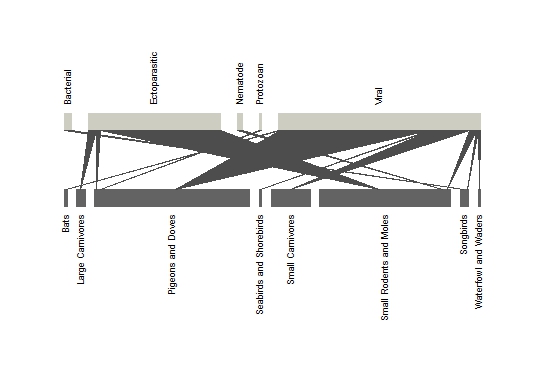 Bats
Large Carnivores
Pigeons and Doves
Seabirds and Shorebirds
Small Carnivores
Small Rodents and Moles
Songbirds
Waterfowl and Waders
Bacterial
Ectoparasitic
Nematode
Protozoan
Viral